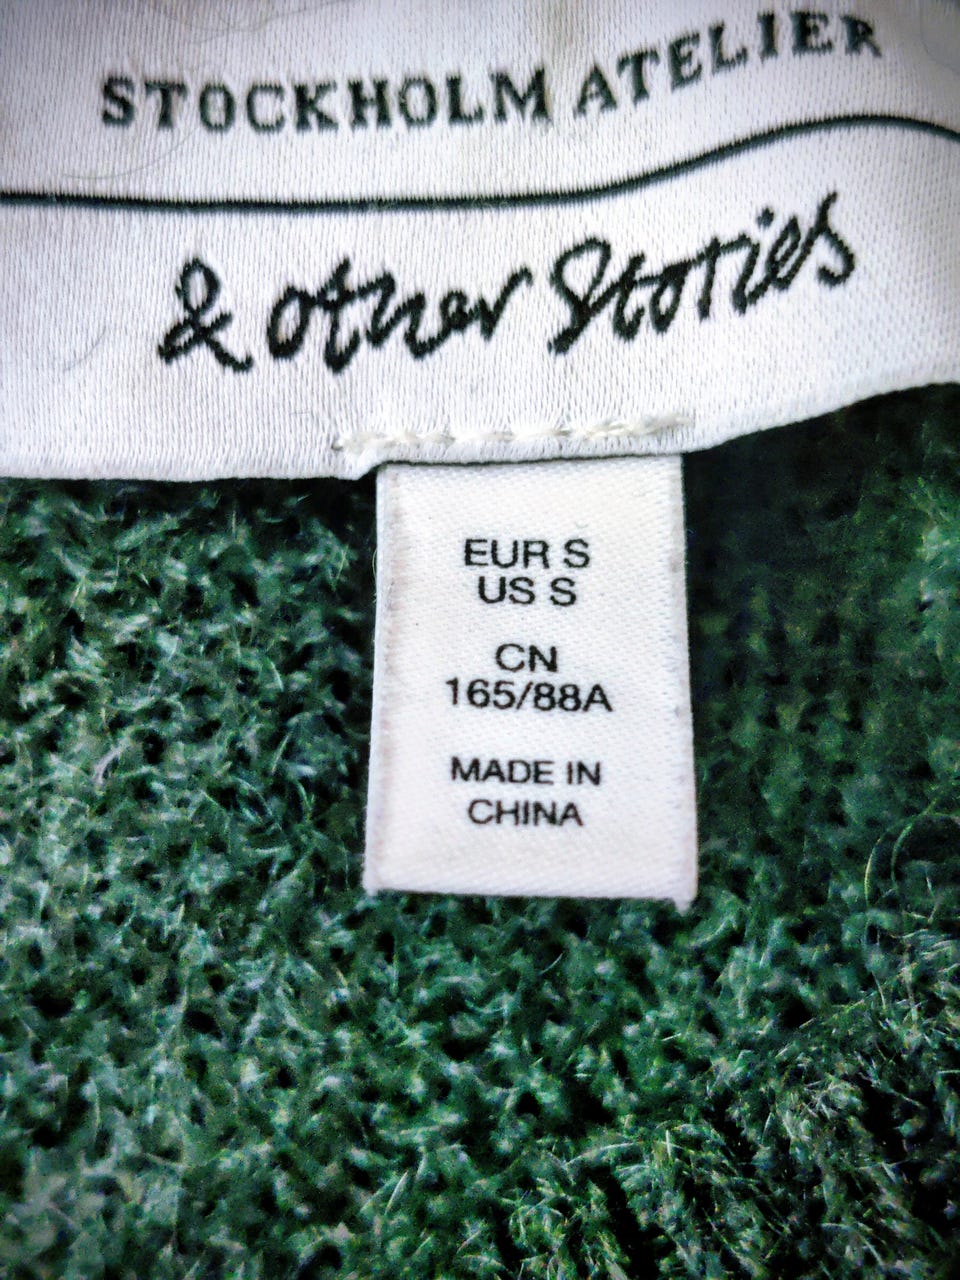 STOCKHOLM ATELIER
& other Stories
EUR S
US S
CN
165/88A
MADE IN
CHINA